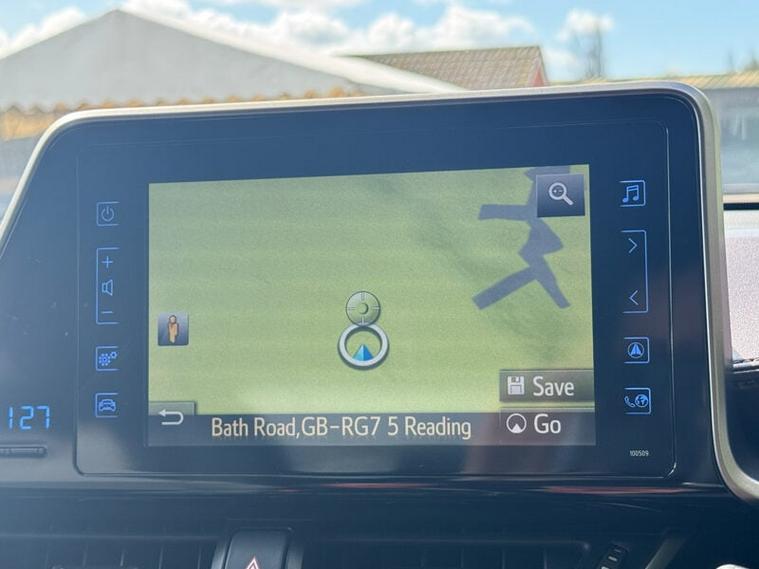 Save
Bath Road,GB-RG7 5 Reading
Go
100509
127